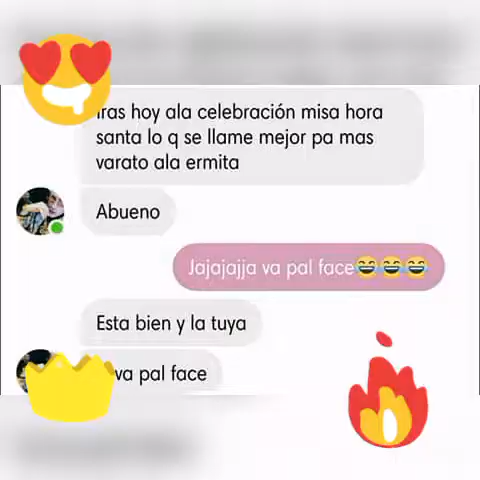 Iras hoy ala celebración misa hora
santa lo q se llame mejor pa mas
varato ala ermita
Abueno
Jajajajja va pal face😂😂😂
Esta bien y la tuya
va pal face